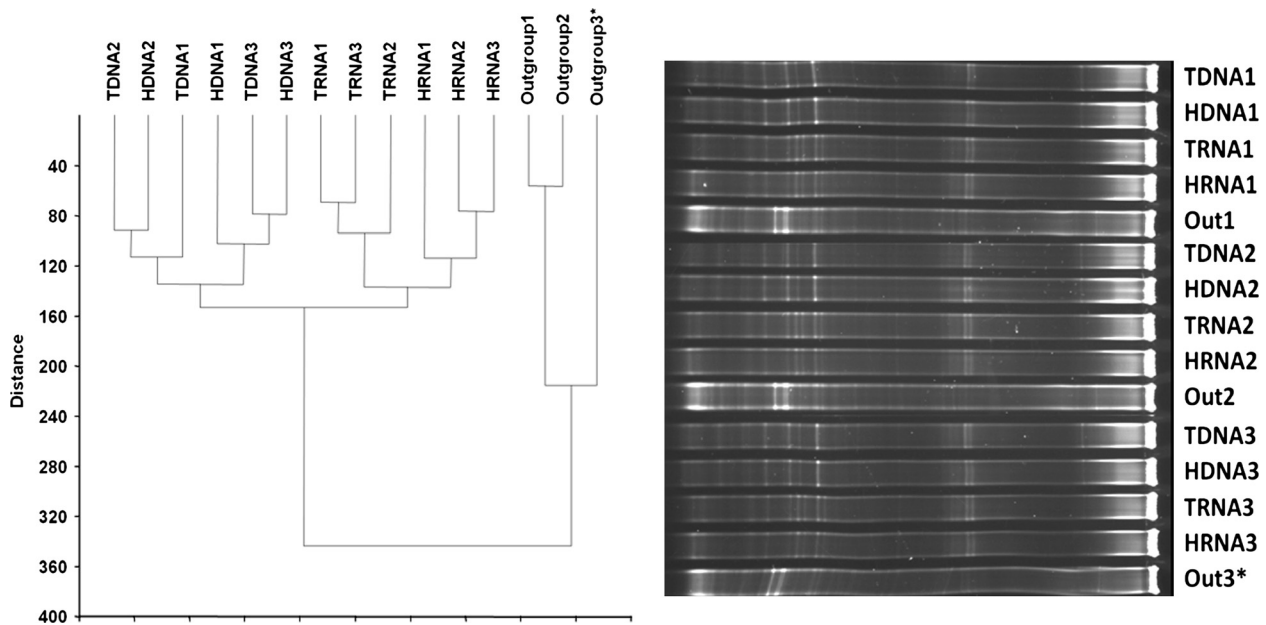 TDNA2
HDNA2
TDNA1
HDNA1
TDNA3
HDNA3
TRNA1
TRNA3
TRNA2
HRNA1
HRNA2
HRNA3
Outgroup1
Outgroup2
Outgroup3*
Distance
40
80
120
160
200
240
280
320
360
400
TDNA1
HDNA1
TRNA1
HRNA1
Out1
TDNA2
HDNA2
TRNA2
HRNA2
Out2
TDNA3
HDNA3
TRNA3
HRNA3
Out3*